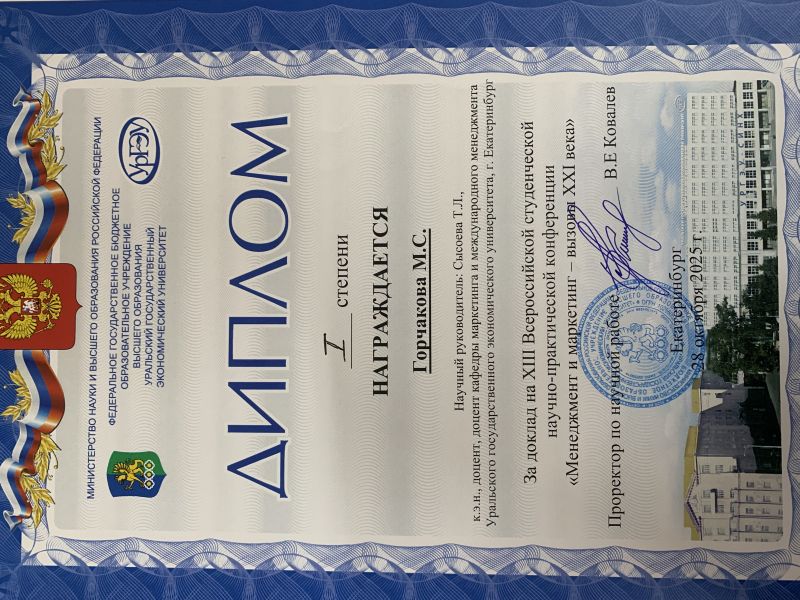 МИНИСТЕРСТВО НАУКИ И ВЫСШЕГО ОБРАЗОВАНИЯ РОССИЙСКОЙ ФЕДЕРАЦИИ
ФЕДЕРАЛЬНОЕ ГОСУДАРСТВЕННОЕ БЮДЖЕТНОЕ
ОБРАЗОВАТЕЛЬНОЕ УЧРЕЖДЕНИЕ
ВЫСШЕГО ОБРАЗОВАНИЯ
УРАЛЬСКИЙ ГОСУДАРСТВЕННЫЙ
ЭКОНОМИЧЕСКИЙ УНИВЕРСИТЕТ
УрГЭУ
ДИПЛОМ
I степени
НАГРАЖДАЕТСЯ
Горчакова М.С.
Научный руководитель: Сысоева Т.Л.,
к.э.н., доцент, доцент кафедры маркетинга и международного менеджмента
Уральского государственного экономического университета, г. Екатеринбург
За доклад на XIII Всероссийской студенческой
научно-практической конференции
«Менеджмент и маркетинг – вызовы XXI века»
Проректор по научной работе В.Е Ковалев
Екатеринбург
28 октября 2025 г